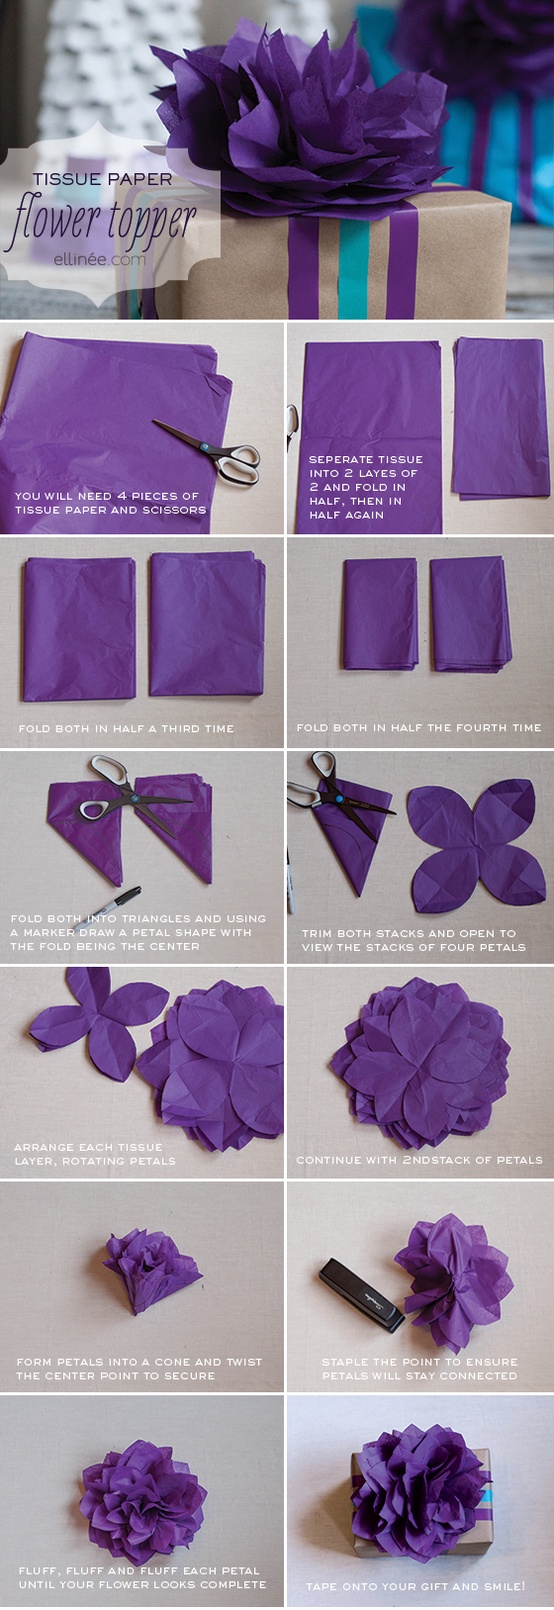 TISSUE PAPER
flower topper
ellinée.com
YOU WILL NEED 4 PIECES OF
TISSUE PAPER AND SCISSORS
SEPERATE TISSUE
INTO 2 LAYES OF
2 AND FOLD IN
HALF, THEN IN
HALF AGAIN
FOLD BOTH IN HALF A THIRD TIME
FOLD BOTH IN HALF THE FOURTH TIME
FOLD BOTH INTO TRIANGLES AND USING
A MARKER DRAW A PETAL SHAPE WITH
THE FOLD BEING THE CENTER
TRIM BOTH STACKS AND OPEN TO
VIEW THE STACKS OF FOUR PETALS
ARRANGE EACH TISSUE
LAYER, ROTATING PETALS
CONTINUE WITH 2NDSTACK OF PETALS
FORM PETALS INTO A CONE AND TWIST
THE CENTER POINT TO SECURE
STAPLE THE POINT TO ENSURE
PETALS WILL STAY CONNECTED
FLUFF, FLUFF AND FLUFF EACH PETAL
UNTIL YOUR FLOWER LOOKS COMPLETE
TAPE ONTO YOUR GIFT AND SMILE!